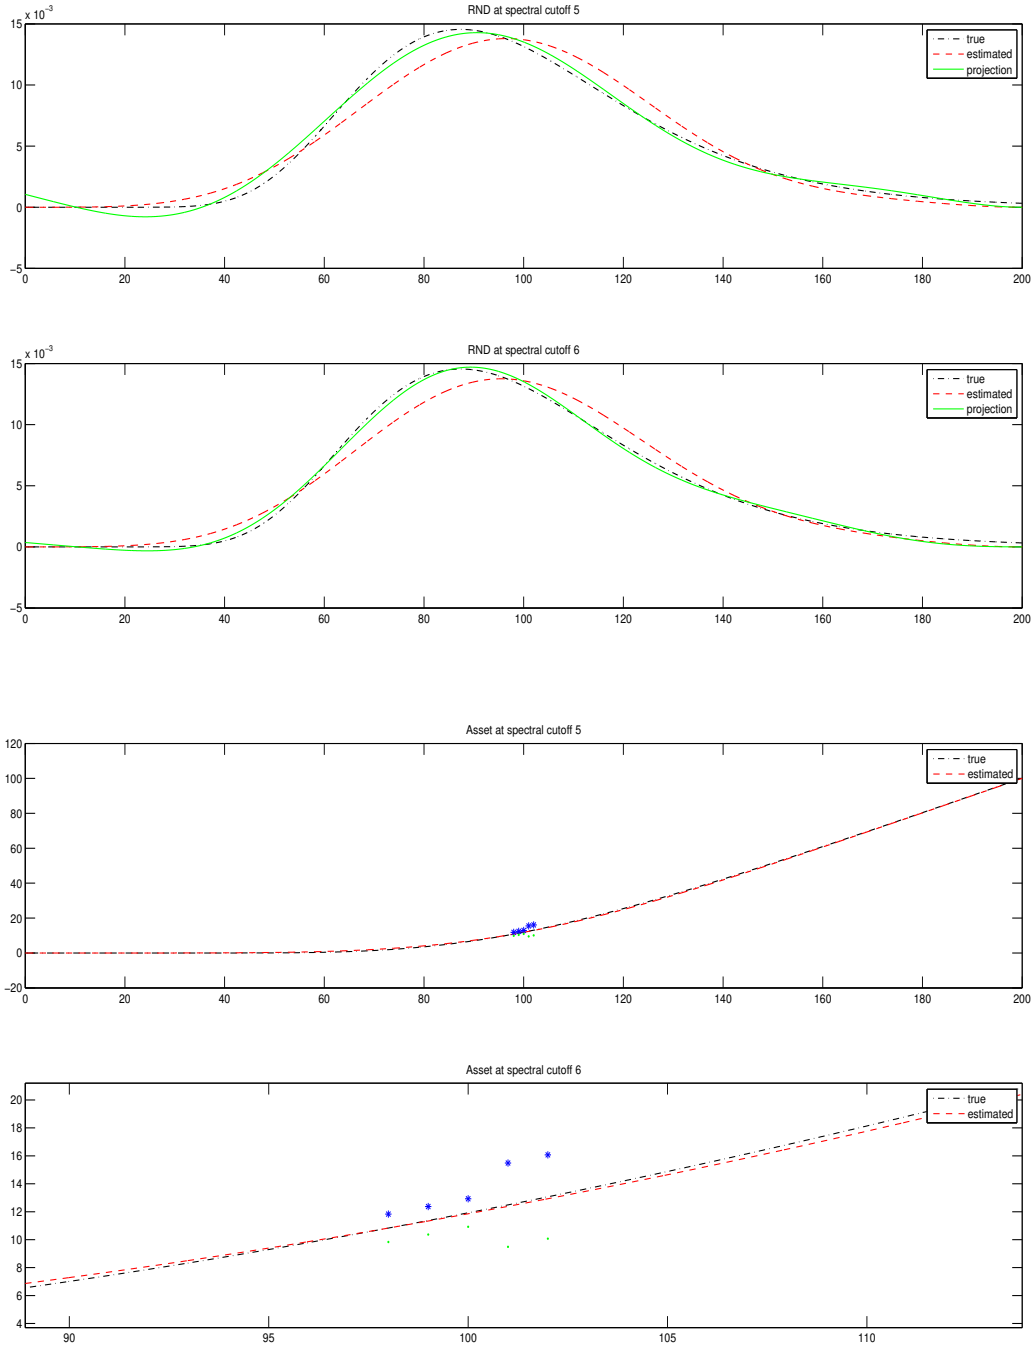 RND at spectral cutoff 5
x 10⁻³
15
10
5
0
−5
0 20 40 60 80 100 120 140 160 180 200
true
estimated
projection
RND at spectral cutoff 6
x 10⁻³
15
10
5
0
−5
0 20 40 60 80 100 120 140 160 180 200
true
estimated
projection
Asset at spectral cutoff 5
120
100
80
60
40
20
0
−20
0 20 40 60 80 100 120 140 160 180 200
true
estimated
Asset at spectral cutoff 6
20
18
16
14
12
10
8
6
4
90 95 100 105 110
true
estimated